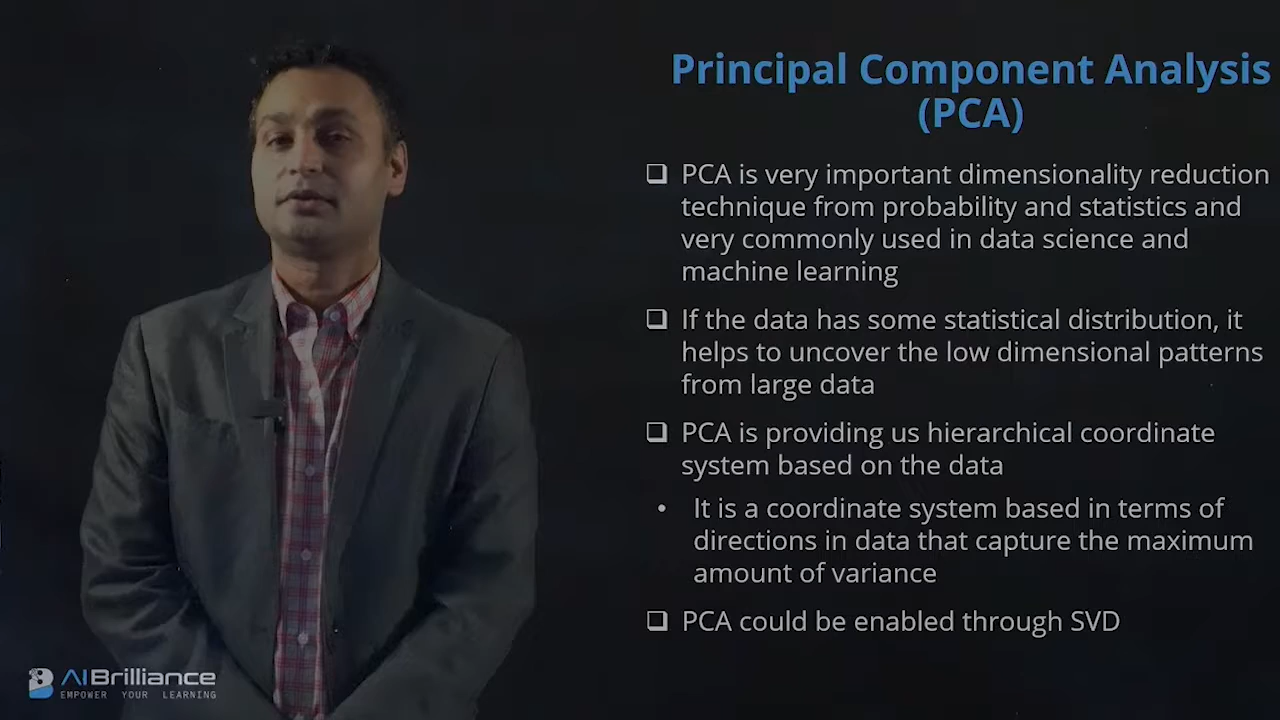 Principal Component Analysis
(PCA)
PCA is very important dimensionality reduction
technique from probability and statistics and
very commonly used in data science and
machine learning
If the data has some statistical distribution, it
helps to uncover the low dimensional patterns
from large data
PCA is providing us hierarchical coordinate
system based on the data
• It is a coordinate system based in terms of
directions in data that capture the maximum
amount of variance
PCA could be enabled through SVD
AIBrilliance
EMPOWER YOUR LEARNING